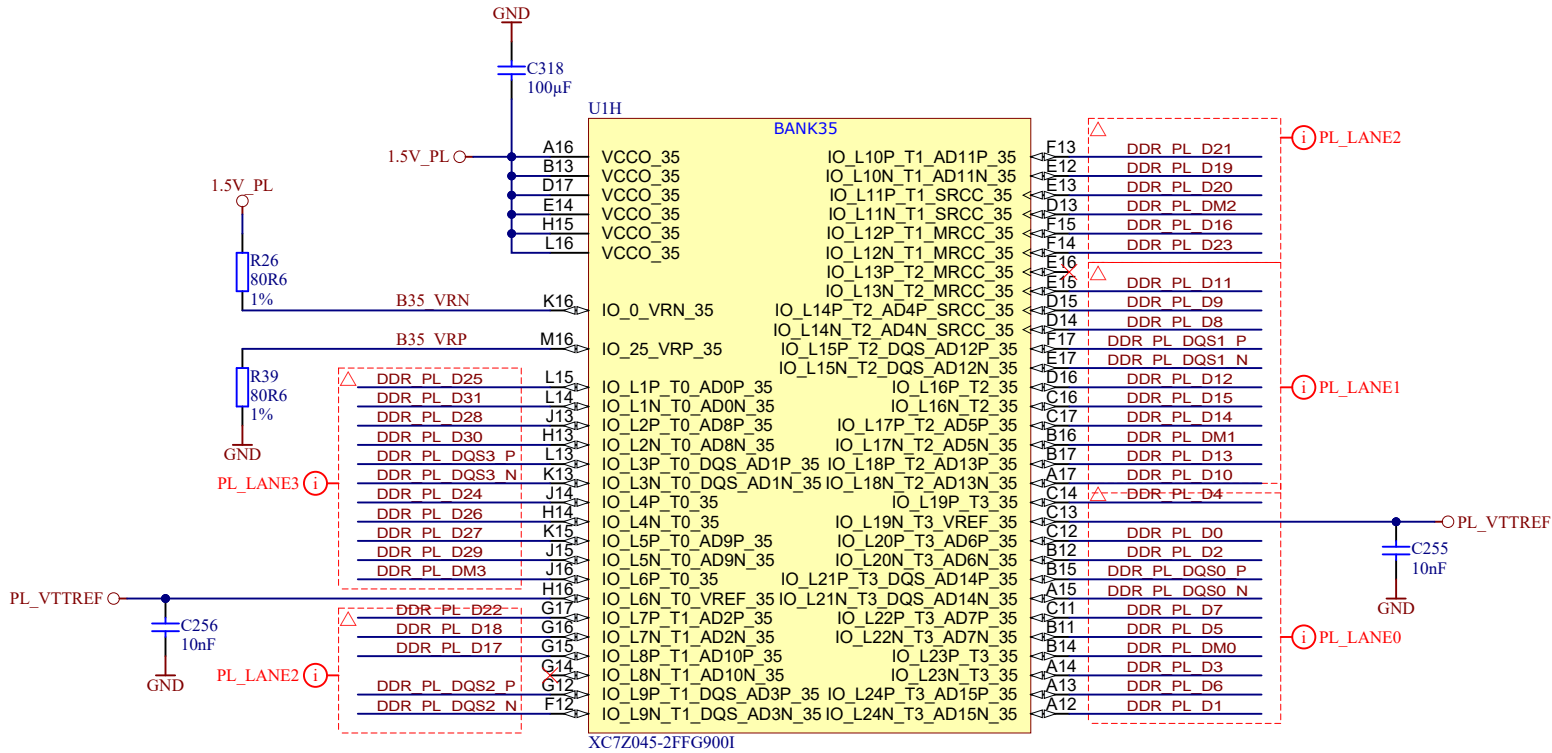 GND
C318
100µF
U1H
BANK35
1.5V_PL
A16 VCCO_35
B13 VCCO_35
D17 VCCO_35
E14 VCCO_35
H15 VCCO_35
L16 VCCO_35
1.5V_PL
R26
80R6
1%
B35_VRN K16 IO_0_VRN_35
B35_VRP M16 IO_25_VRP_35
R39
80R6
1%
GND
PL_LANE3
DDR_PL_D25 L15 IO_L1P_T0_AD0P_35
DDR_PL_D31 L14 IO_L1N_T0_AD0N_35
DDR_PL_D28 J13 IO_L2P_T0_AD8P_35
DDR_PL_D30 H13 IO_L2N_T0_AD8N_35
DDR_PL_DQS3_P L13 IO_L3P_T0_DQS_AD1P_35
DDR_PL_DQS3_N K13 IO_L3N_T0_DQS_AD1N_35
DDR_PL_D24 J14 IO_L4P_T0_35
DDR_PL_D26 H14 IO_L4N_T0_35
DDR_PL_D27 K15 IO_L5P_T0_AD9P_35
DDR_PL_D29 J15 IO_L5N_T0_AD9N_35
DDR_PL_DM3 J16 IO_L6P_T0_35
PL_VTTREF H16 IO_L6N_T0_VREF_35
C256
10nF
GND
PL_LANE2
DDR_PL_D22 G17 IO_L7P_T1_AD2P_35
DDR_PL_D18 G16 IO_L7N_T1_AD2N_35
DDR_PL_D17 G15 IO_L8P_T1_AD10P_35
G14 IO_L8N_T1_AD10N_35
DDR_PL_DQS2_P G12 IO_L9P_T1_DQS_AD3P_35
DDR_PL_DQS2_N F12 IO_L9N_T1_DQS_AD3N_35
IO_L10P_T1_AD11P_35 F13 DDR_PL_D21
IO_L10N_T1_AD11N_35 E12 DDR_PL_D19
IO_L11P_T1_SRCC_35 E13 DDR_PL_D20
IO_L11N_T1_SRCC_35 D13 DDR_PL_DM2
IO_L12P_T1_MRCC_35 F15 DDR_PL_D16
IO_L12N_T1_MRCC_35 F14 DDR_PL_D23
PL_LANE2
IO_L13P_T2_MRCC_35 E16
IO_L13N_T2_MRCC_35 E15 DDR_PL_D11
IO_L14P_T2_AD4P_SRCC_35 D15 DDR_PL_D9
IO_L14N_T2_AD4N_SRCC_35 D14 DDR_PL_D8
IO_L15P_T2_DQS_AD12P_35 F17 DDR_PL_DQS1_P
IO_L15N_T2_DQS_AD12N_35 E17 DDR_PL_DQS1_N
IO_L16P_T2_35 D16 DDR_PL_D12
IO_L16N_T2_35 C16 DDR_PL_D15
IO_L17P_T2_AD5P_35 C17 DDR_PL_D14
IO_L17N_T2_AD5N_35 B16 DDR_PL_DM1
IO_L18P_T2_AD13P_35 B17 DDR_PL_D13
IO_L18N_T2_AD13N_35 A17 DDR_PL_D10
PL_LANE1
IO_L19P_T3_35 C14 DDR_PL_D4
IO_L19N_T3_VREF_35 C13 PL_VTTREF
C255
10nF
GND
IO_L20P_T3_AD6P_35 C12 DDR_PL_D0
IO_L20N_T3_AD6N_35 B12 DDR_PL_D2
IO_L21P_T3_DQS_AD14P_35 B15 DDR_PL_DQS0_P
IO_L21N_T3_DQS_AD14N_35 A15 DDR_PL_DQS0_N
IO_L22P_T3_AD7P_35 C11 DDR_PL_D7
IO_L22N_T3_AD7N_35 B11 DDR_PL_D5
IO_L23P_T3_35 B14 DDR_PL_DM0
IO_L23N_T3_35 A14 DDR_PL_D3
IO_L24P_T3_AD15P_35 A13 DDR_PL_D6
IO_L24N_T3_AD15N_35 A12 DDR_PL_D1
PL_LANE0
XC7Z045-2FFG900I